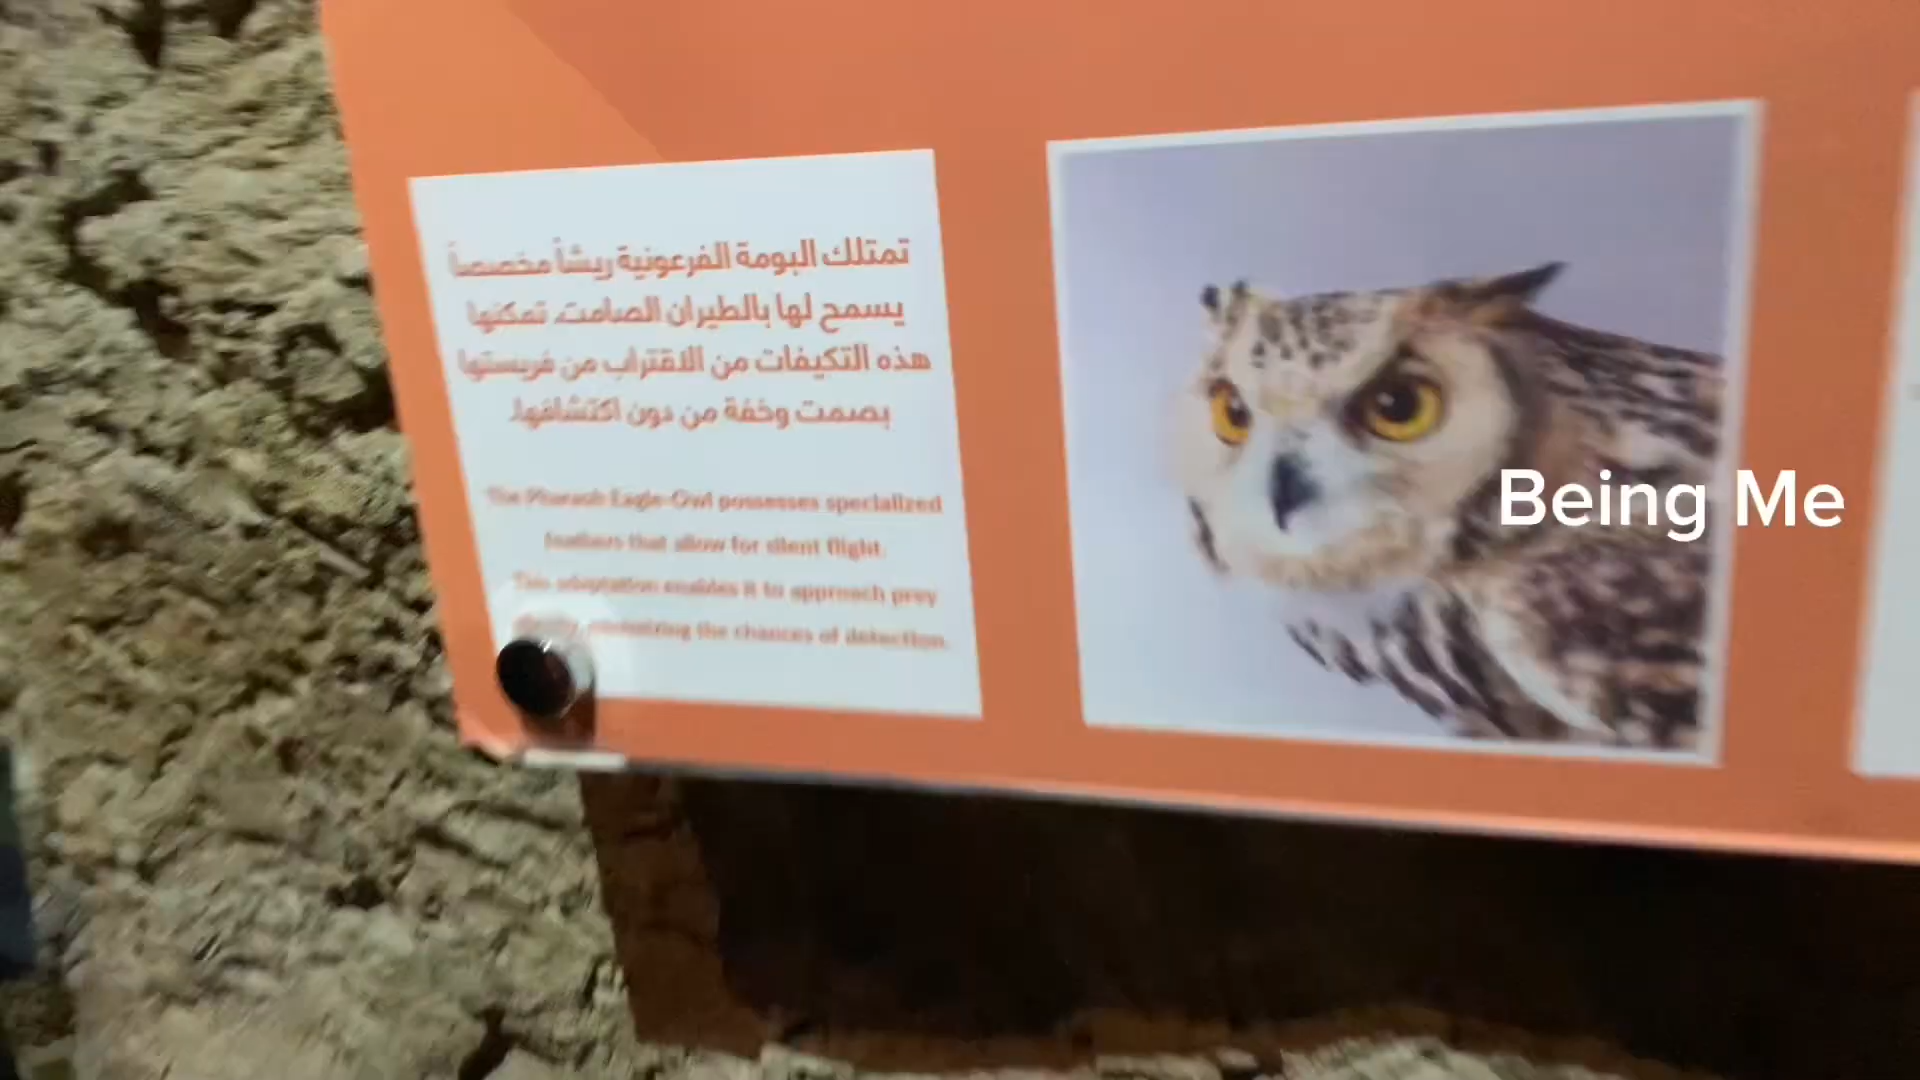 تمتلك البومة الفرعونية ريشاً مخصصاً
يسمح لها بالطيران الصامت. تمكنها
هذه التكيفات من الاقتراب من فريستها
بصمت وخفة من دون اكتشافها.
The Pharaoh Eagle-Owl possesses specialized
feathers that allow for silent flight.
This adaptation enables it to approach prey
minimizing the chances of detection.
Being Me